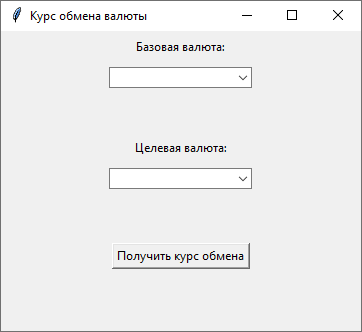 Курс обмена валюты
Базовая валюта:
Целевая валюта:
Получить курс обмена